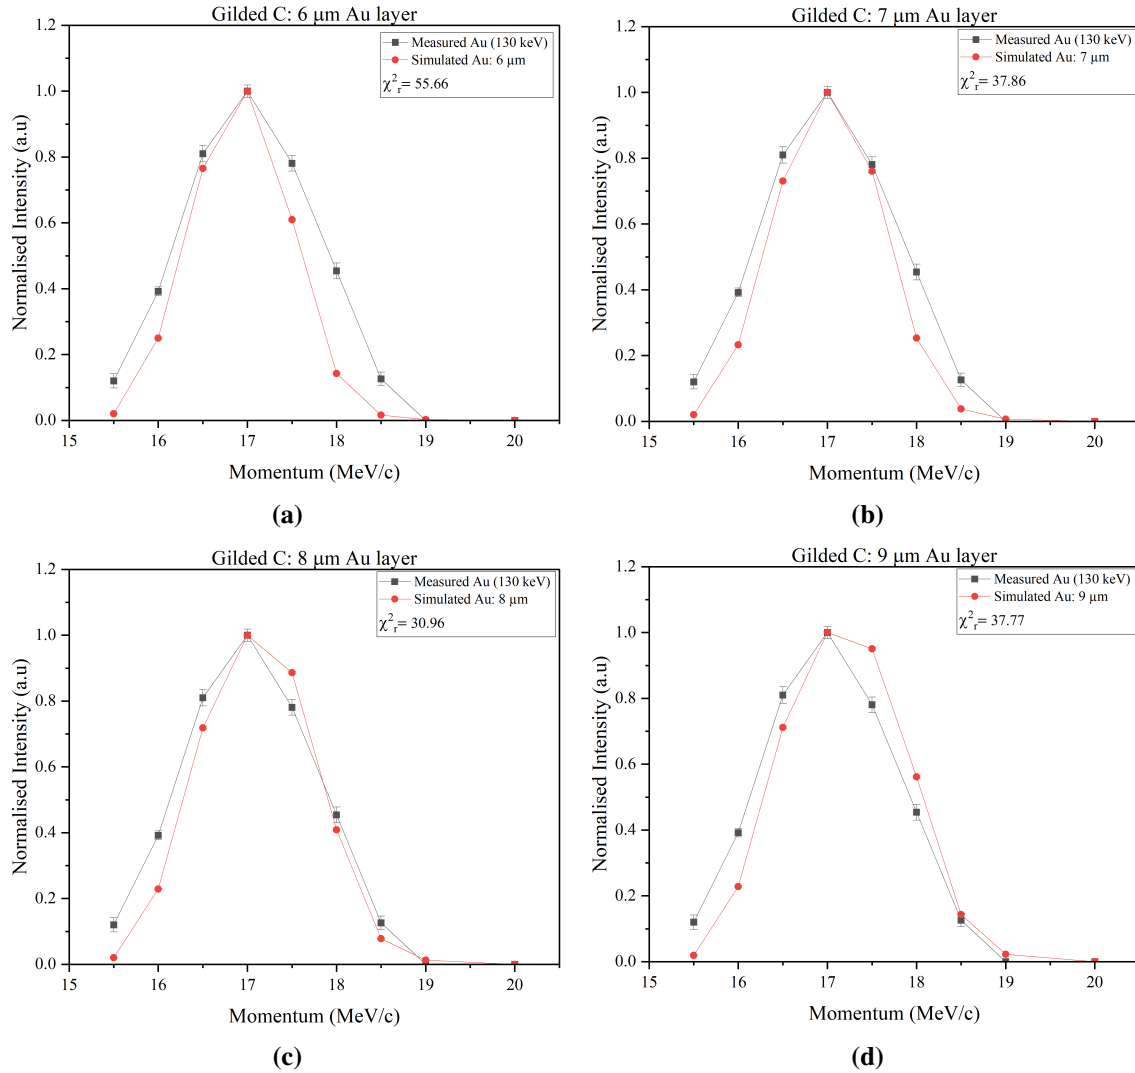 Gilded C: 6 μm Au layer
Measured Au (130 keV)
Simulated Au: 6 μm
χ²ᵣ= 55.66
Normalised Intensity (a.u)
1.2
1.0
0.8
0.6
0.4
0.2
0.0
15 16 17 18 19 20
Momentum (MeV/c)
(a)
Gilded C: 7 μm Au layer
Measured Au (130 keV)
Simulated Au: 7 μm
χ²ᵣ= 37.86
Normalised Intensity (a.u)
1.2
1.0
0.8
0.6
0.4
0.2
0.0
15 16 17 18 19 20
Momentum (MeV/c)
(b)
Gilded C: 8 μm Au layer
Measured Au (130 keV)
Simulated Au: 8 μm
χ²ᵣ= 30.96
Normalised Intensity (a.u)
1.2
1.0
0.8
0.6
0.4
0.2
0.0
15 16 17 18 19 20
Momentum (MeV/c)
(c)
Gilded C: 9 μm Au layer
Measured Au (130 keV)
Simulated Au: 9 μm
χ²ᵣ= 37.77
Normalised Intensity (a.u)
1.2
1.0
0.8
0.6
0.4
0.2
0.0
15 16 17 18 19 20
Momentum (MeV/c)
(d)